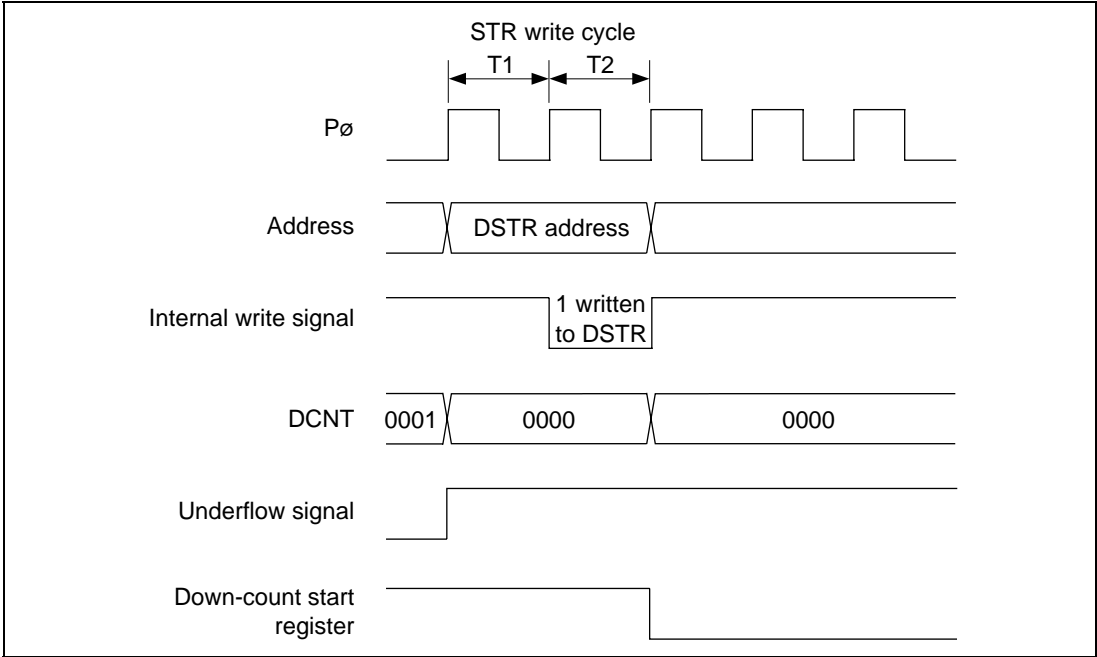 STR write cycle
T1 T2
Pø
Address DSTR address
Internal write signal 1 written
to DSTR
DCNT 0001 0000 0000
Underflow signal
Down-count start
register